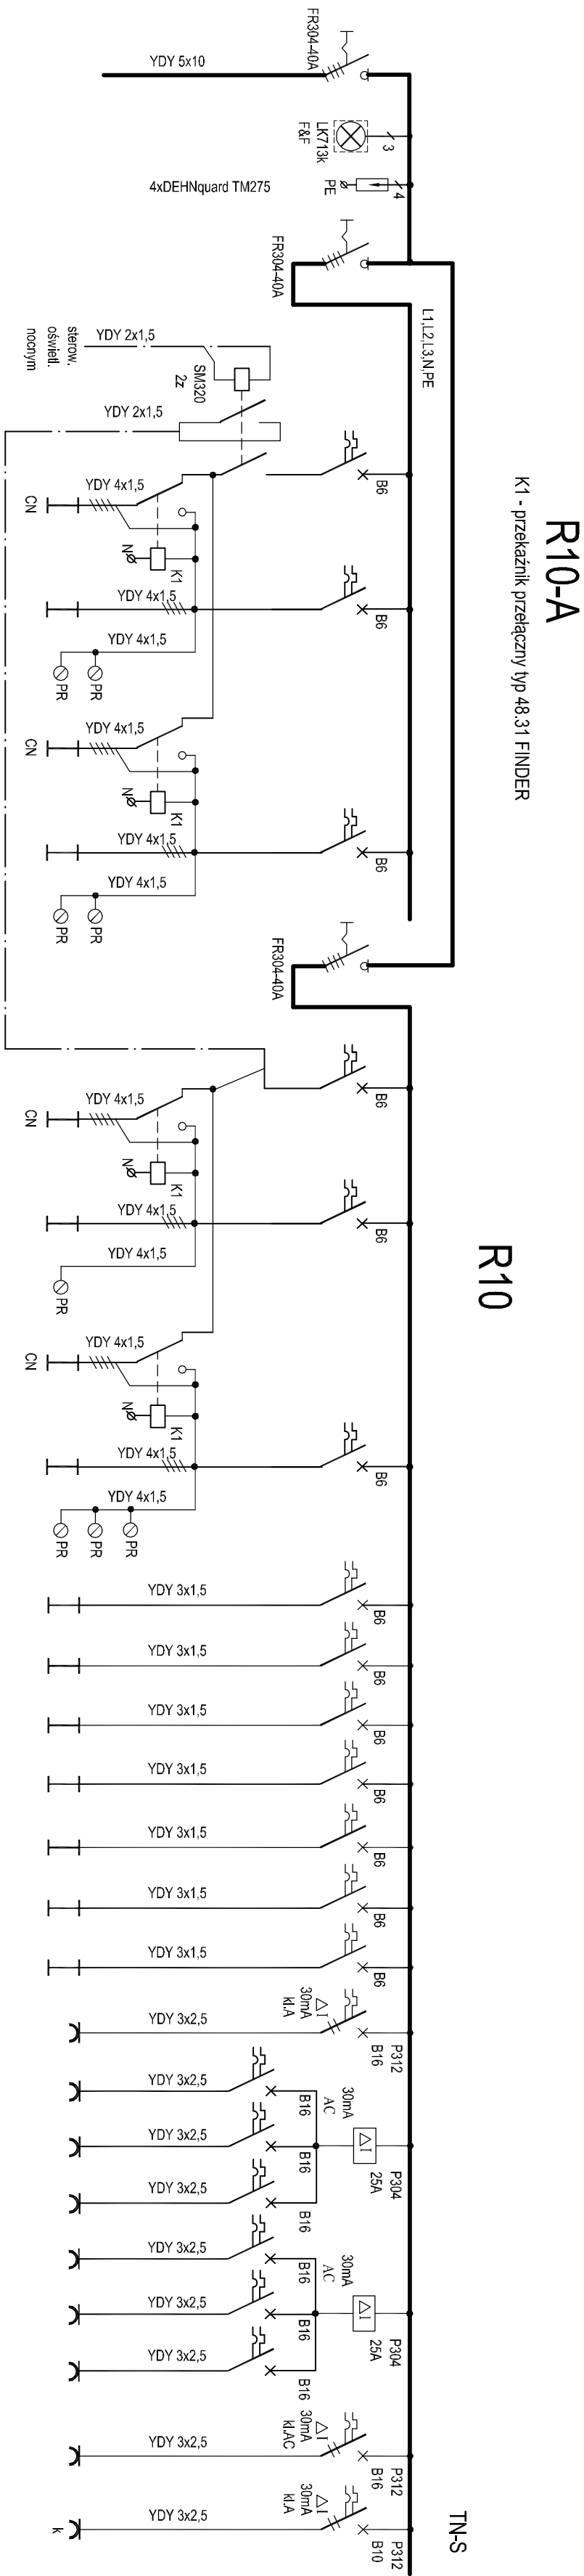 R10-A
K1 - przekaźnik przełączny typ 48.31 FINDER
R10
TN-S
FR304-40A
YDY 5x10
3
LK713k
F&F
4
PE
4xDEHNquard TM275
FR304-40A
L1,L2,L3,N,PE
sterow.
oświetl.
nocnym
YDY 2x1,5
SM320
2z
YDY 2x1,5
B6
YDY 4x1,5
CN
N
K1
B6
YDY 4x1,5
YDY 4x1,5
PR
PR
YDY 4x1,5
CN
N
K1
B6
YDY 4x1,5
YDY 4x1,5
PR
PR
FR304-40A
B6
YDY 4x1,5
CN
N
K1
B6
YDY 4x1,5
YDY 4x1,5
PR
YDY 4x1,5
CN
N
K1
B6
YDY 4x1,5
YDY 4x1,5
PR
PR
PR
B6
YDY 3x1,5
B6
YDY 3x1,5
B6
YDY 3x1,5
B6
YDY 3x1,5
B6
YDY 3x1,5
B6
YDY 3x1,5
B6
YDY 3x1,5
P312
B16
△I
30mA
kl.A
YDY 3x2,5
P304
25A
△I
30mA
AC
B16
YDY 3x2,5
B16
YDY 3x2,5
B16
YDY 3x2,5
P304
25A
△I
30mA
AC
B16
YDY 3x2,5
B16
YDY 3x2,5
B16
YDY 3x2,5
P312
B16
△I
30mA
kl.AC
YDY 3x2,5
P312
B10
△I
30mA
kl.A
YDY 3x2,5
k